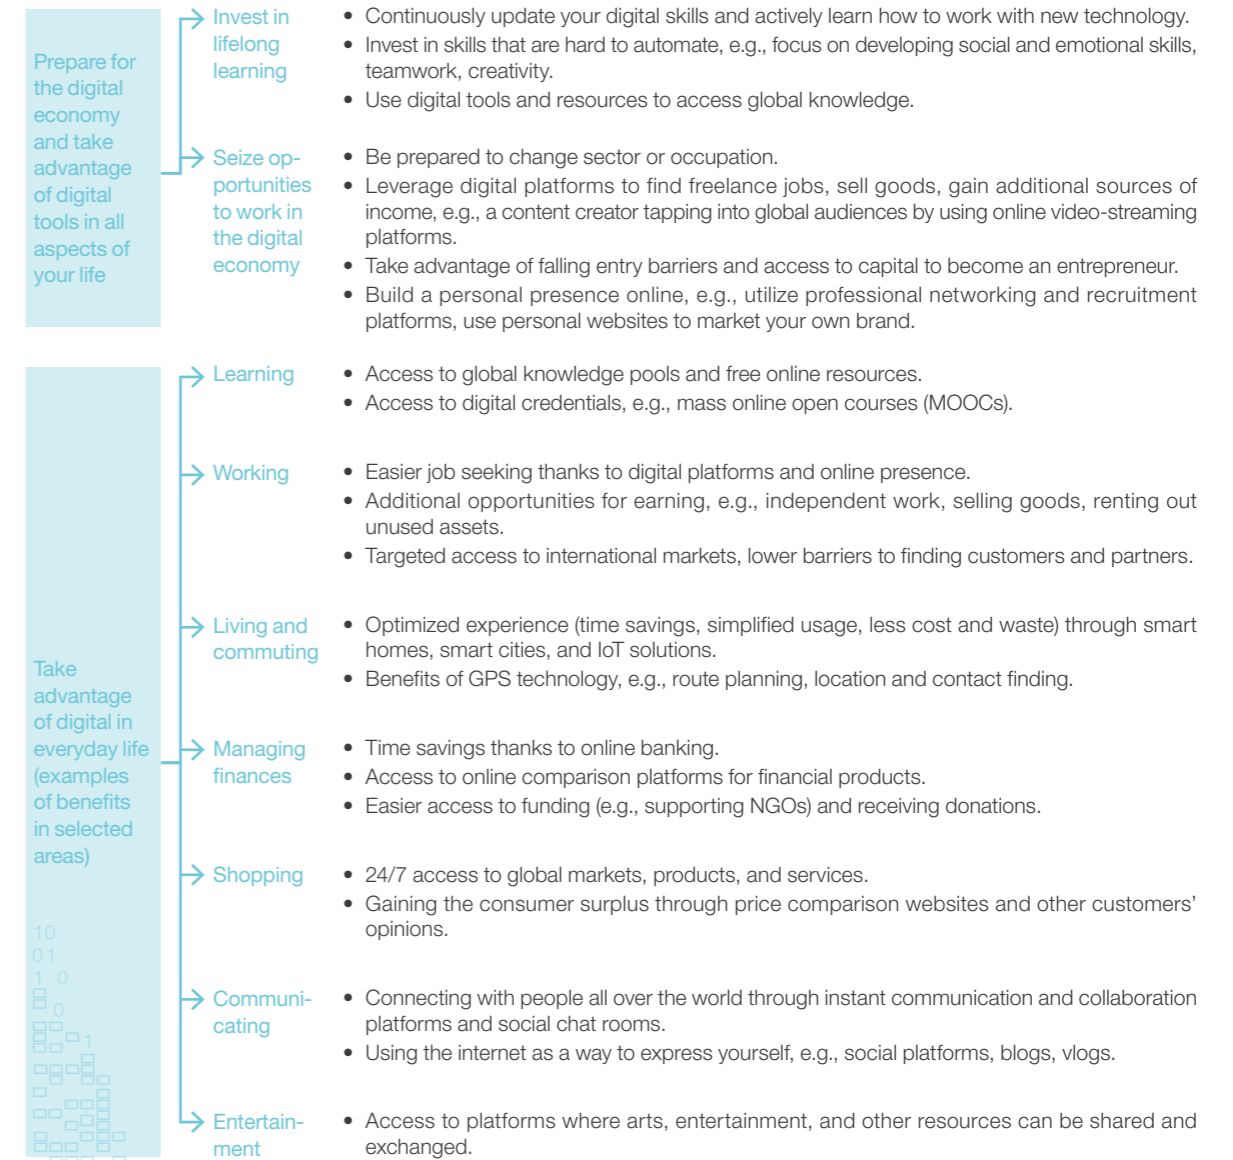 Prepare for
the digital
economy
and take
advantage
of digital
tools in all
aspects of
your life
Invest in
lifelong
learning
• Continuously update your digital skills and actively learn how to work with new technology.
• Invest in skills that are hard to automate, e.g., focus on developing social and emotional skills,
teamwork, creativity.
• Use digital tools and resources to access global knowledge.
Seize op-
portunities
to work in
the digital
economy
• Be prepared to change sector or occupation.
• Leverage digital platforms to find freelance jobs, sell goods, gain additional sources of
income, e.g., a content creator tapping into global audiences by using online video-streaming
platforms.
• Take advantage of falling entry barriers and access to capital to become an entrepreneur.
• Build a personal presence online, e.g., utilize professional networking and recruitment
platforms, use personal websites to market your own brand.
Take
advantage
of digital in
everyday life
(examples
of benefits
in selected
areas)
Learning
• Access to global knowledge pools and free online resources.
• Access to digital credentials, e.g., mass online open courses (MOOCs).
Working
• Easier job seeking thanks to digital platforms and online presence.
• Additional opportunities for earning, e.g., independent work, selling goods, renting out
unused assets.
• Targeted access to international markets, lower barriers to finding customers and partners.
Living and
commuting
• Optimized experience (time savings, simplified usage, less cost and waste) through smart
homes, smart cities, and IoT solutions.
• Benefits of GPS technology, e.g., route planning, location and contact finding.
Managing
finances
• Time savings thanks to online banking.
• Access to online comparison platforms for financial products.
• Easier access to funding (e.g., supporting NGOs) and receiving donations.
Shopping
• 24/7 access to global markets, products, and services.
• Gaining the consumer surplus through price comparison websites and other customers’
opinions.
Communi-
cating
• Connecting with people all over the world through instant communication and collaboration
platforms and social chat rooms.
• Using the internet as a way to express yourself, e.g., social platforms, blogs, vlogs.
Entertain-
ment
• Access to platforms where arts, entertainment, and other resources can be shared and
exchanged.
10
01
1 0
0
1